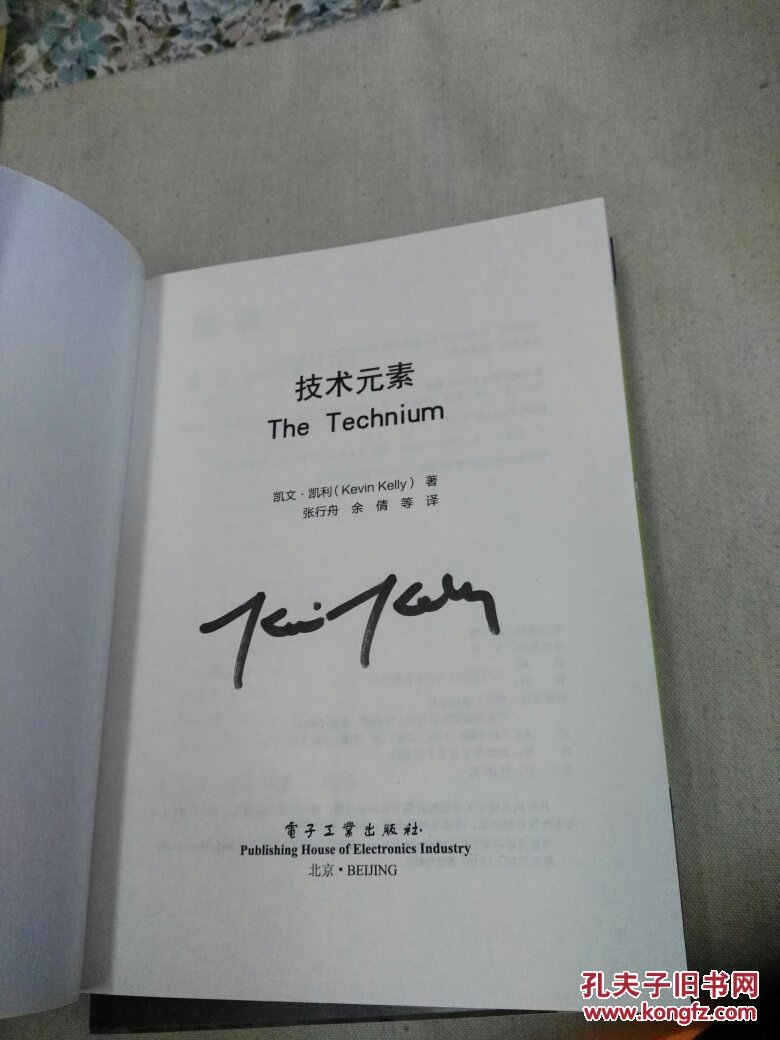 技术元素
The Technium
凯文·凯利（Kevin Kelly）著
张行舟 余倩 等 译
Kevin Kelly
電子工業出版社
Publishing House of Electronics Industry
北京·BEIJING
孔夫子旧书网
www.kongfz.com